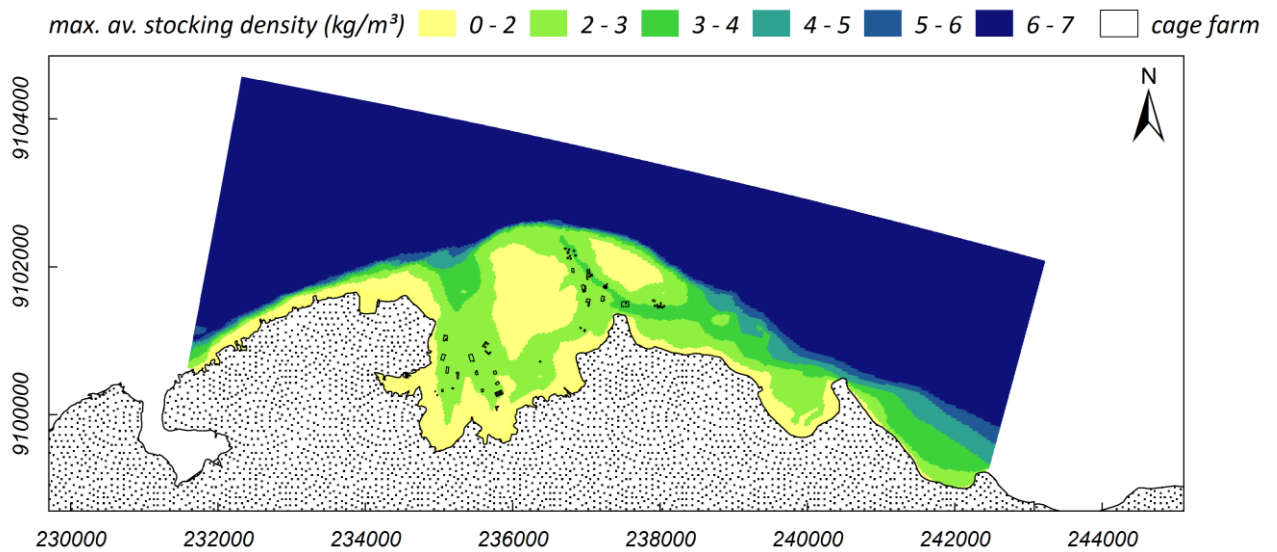 max. av. stocking density (kg/m³) 0 - 2 2 - 3 3 - 4 4 - 5 5 - 6 6 - 7 cage farm
N
9104000
9102000
9100000
230000 232000 234000 236000 238000 240000 242000 244000